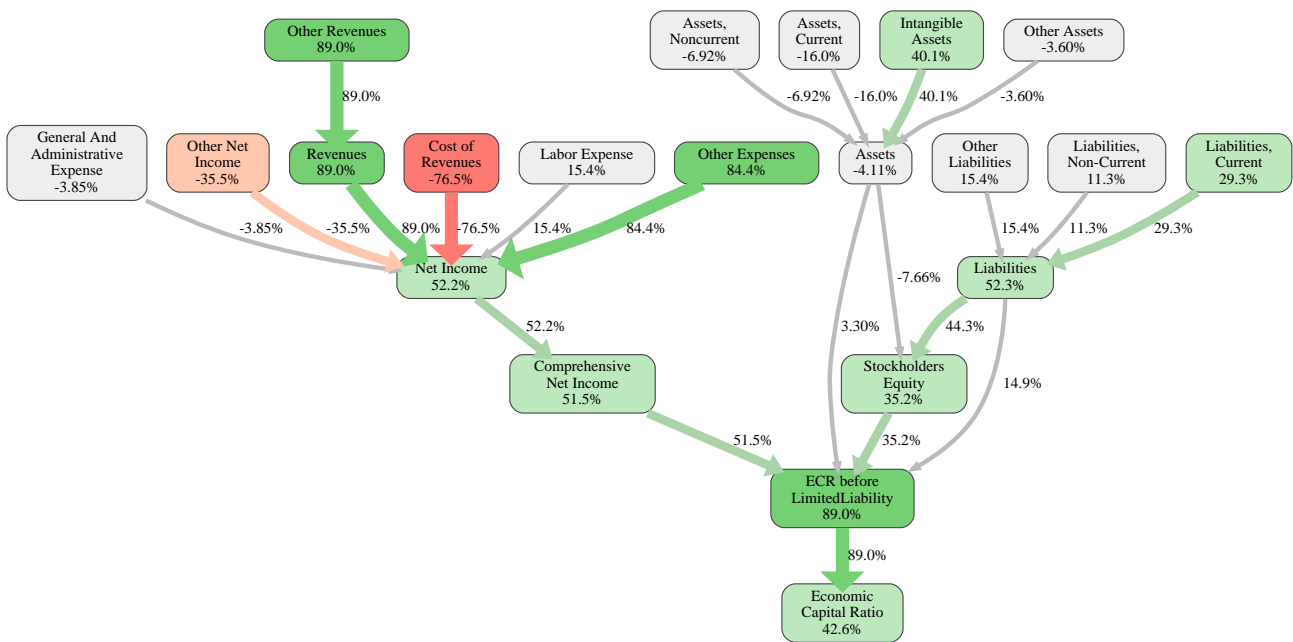 Other Revenues
89.0%
Assets,
Noncurrent
-6.92%
Assets,
Current
-16.0%
Intangible
Assets
40.1%
Other Assets
-3.60%
89.0%
-6.92%
-16.0%
40.1%
-3.60%
General And
Administrative
Expense
-3.85%
Other Net
Income
-35.5%
Revenues
89.0%
Cost of
Revenues
-76.5%
Labor Expense
15.4%
Other Expenses
84.4%
Assets
-4.11%
Other
Liabilities
15.4%
Liabilities,
Non-Current
11.3%
Liabilities,
Current
29.3%
-3.85%
-35.5%
89.0%
-76.5%
15.4%
84.4%
15.4%
11.3%
29.3%
Net Income
52.2%
-7.66%
Liabilities
52.3%
52.2%
3.30%
44.3%
Comprehensive
Net Income
51.5%
Stockholders
Equity
35.2%
14.9%
51.5%
35.2%
ECR before
LimitedLiability
89.0%
89.0%
Economic
Capital Ratio
42.6%